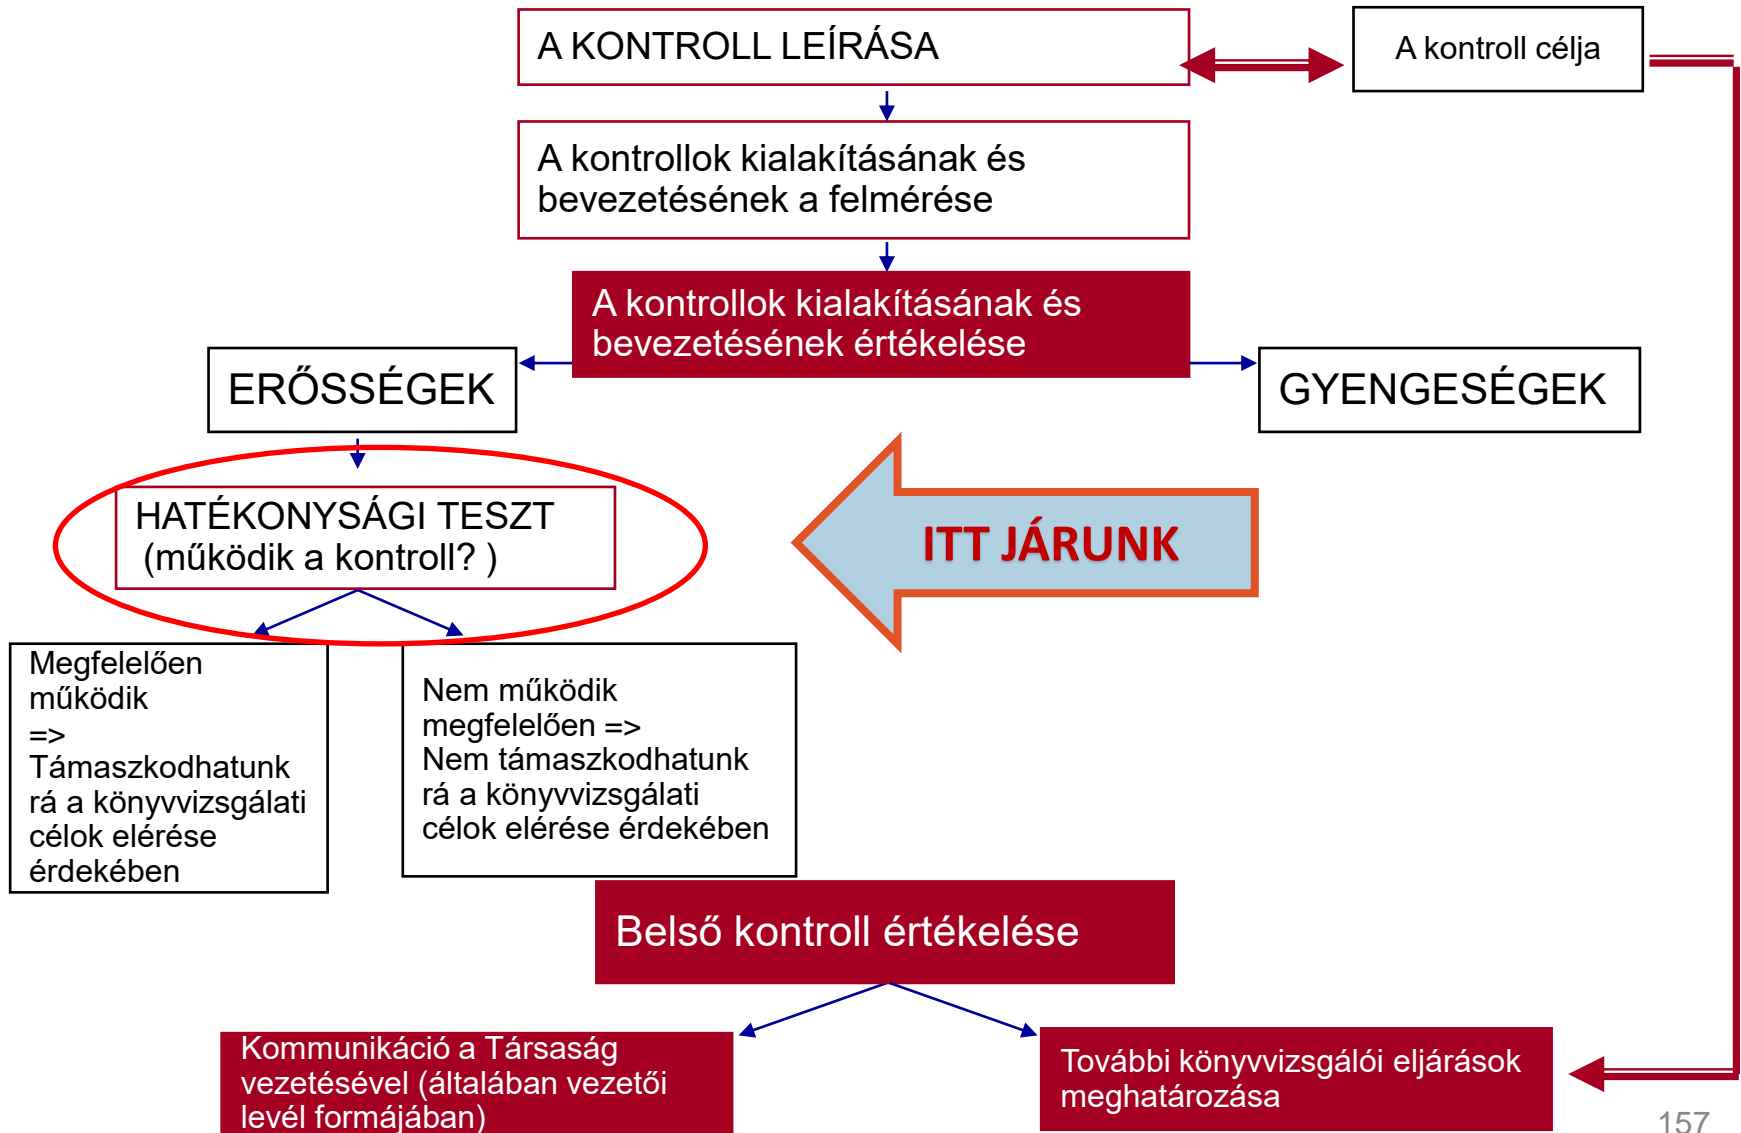 A KONTROLL LEÍRÁSA
A kontroll célja
A kontrollok kialakításának és
bevezetésének a felmérése
A kontrollok kialakításának és
bevezetésének értékelése
ERŐSSÉGEK
GYENGESÉGEK
HATÉKONYSÁGI TESZT
(működik a kontroll? )
ITT JÁRUNK
Megfelelően
működik
=>
Támaszkodhatunk
rá a könyvvizsgálati
célok elérése
érdekében
Nem működik
megfelelően =>
Nem támaszkodhatunk
rá a könyvvizsgálati
célok elérése érdekében
Belső kontroll értékelése
Kommunikáció a Társaság
vezetésével (általában vezetői
levél formájában)
További könyvvizsgálói eljárások
meghatározása
157